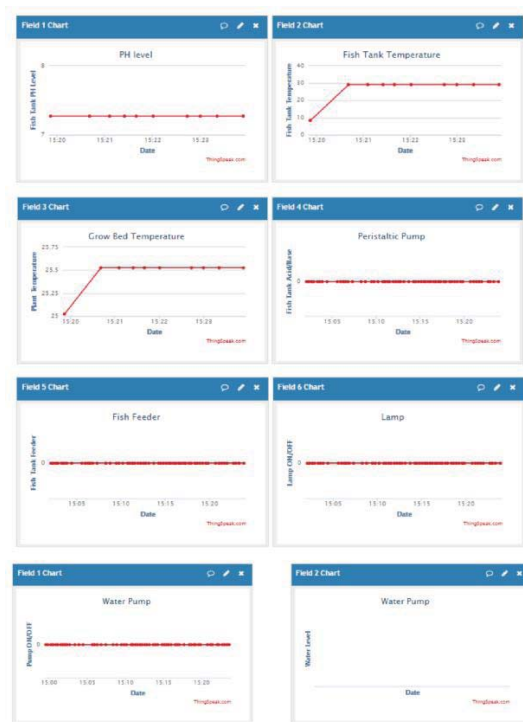 Field 1 Chart
PH level
8
7
Fish Tank PH Level
15:20 15:21 15:22 15:23
Date
ThingSpeak.com
Field 2 Chart
Fish Tank Temperature
40
30
20
10
0
Fish Tank Temperature
15:20 15:21 15:22 15:23
Date
ThingSpeak.com
Field 3 Chart
Grow Bed Temperature
25.75
25.5
25.25
25
Plant Temperature
15:20 15:21 15:22 15:23
Date
ThingSpeak.com
Field 4 Chart
Peristaltic Pump
0
Fish Tank Acid/Base
15:05 15:10 15:15 15:20
Date
ThingSpeak.com
Field 5 Chart
Fish Feeder
0
Fish Tank Feeder
15:05 15:10 15:15 15:20
Date
ThingSpeak.com
Field 6 Chart
Lamp
0
Lamp ON/OFF
15:05 15:10 15:15 15:20
Date
ThingSpeak.com
Field 1 Chart
Water Pump
0
Pump ON/OFF
15:00 15:05 15:10 15:15 15:20
Date
ThingSpeak.com
Field 2 Chart
Water Pump
Water Level
Date
ThingSpeak.com